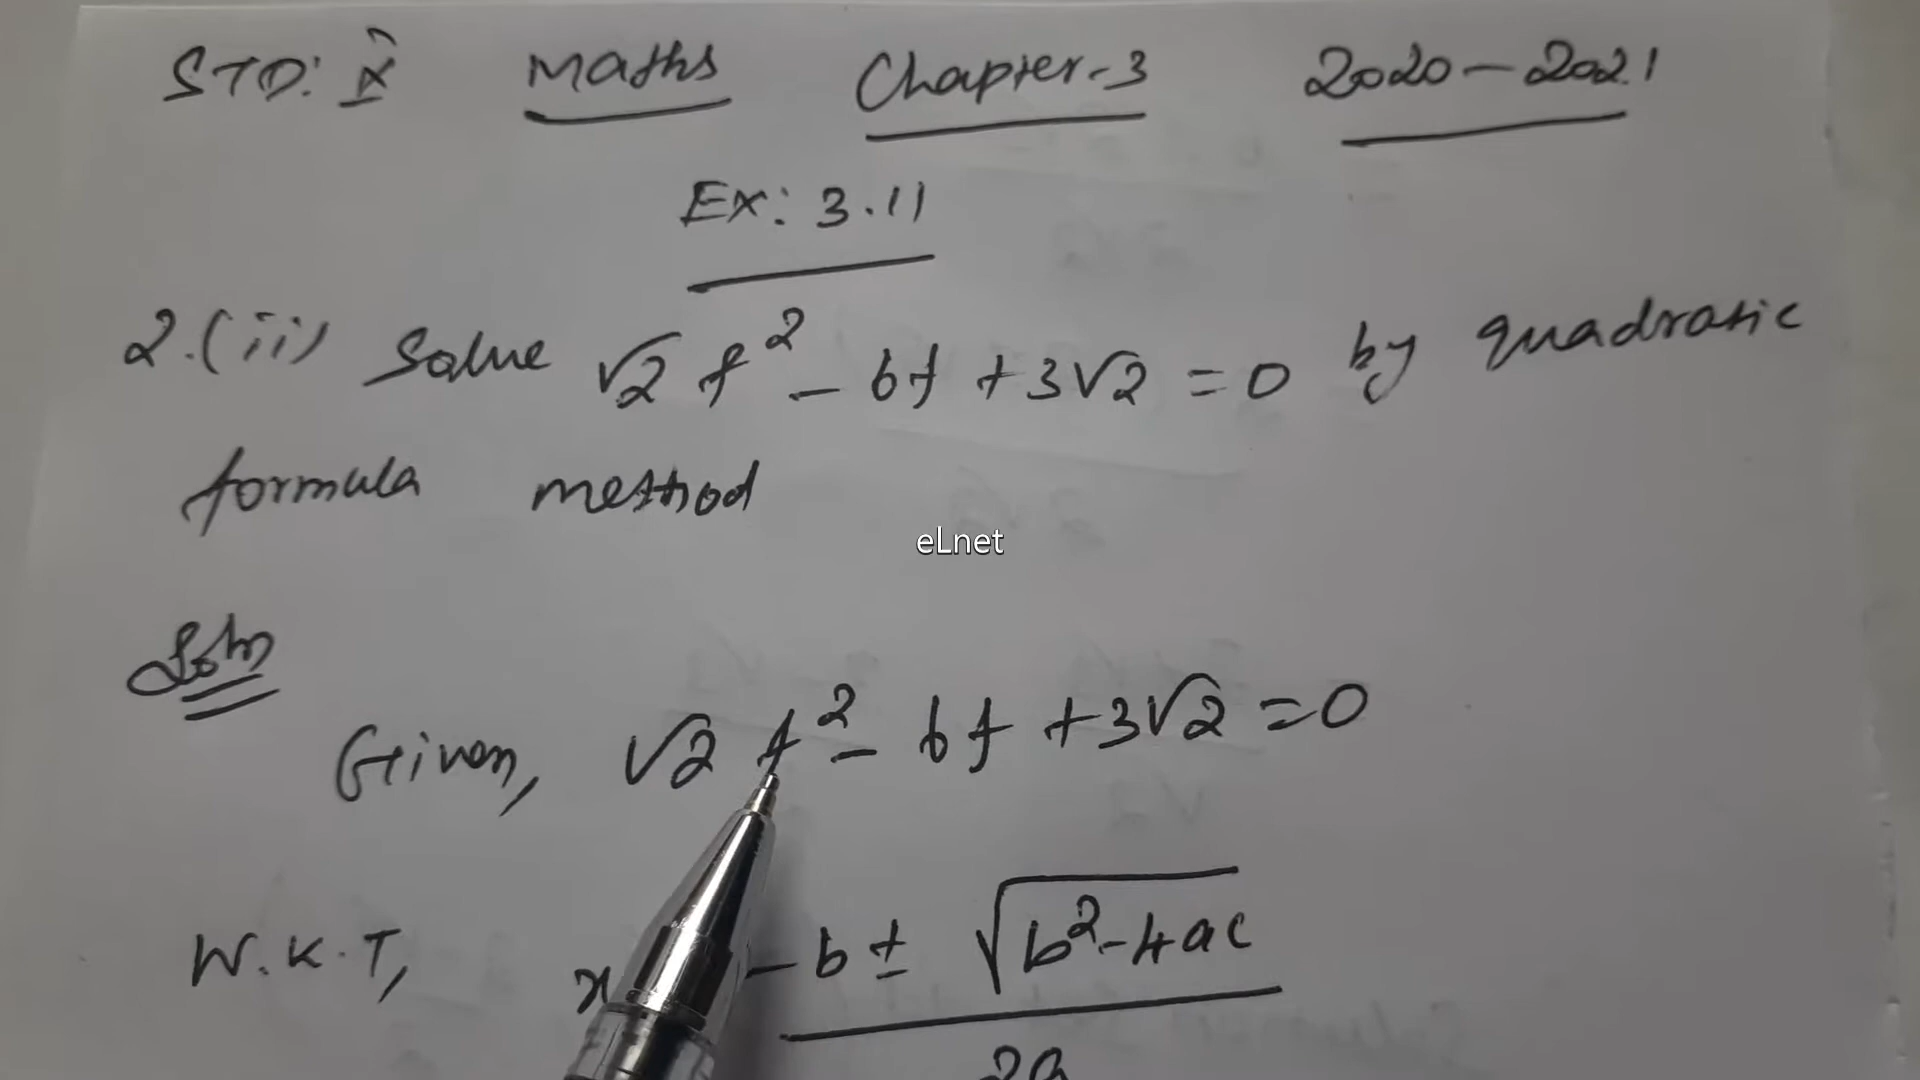 STD: X Maths Chapter-3 2020-2021
Ex: 3.11
2.(ii) Solve √2 f² - 6f + 3√2 = 0 by quadratic
formula method
eLnet
Soln
Given, √2 f² - 6f + 3√2 = 0
W.K.T, x -b ± √b²-4ac
2a